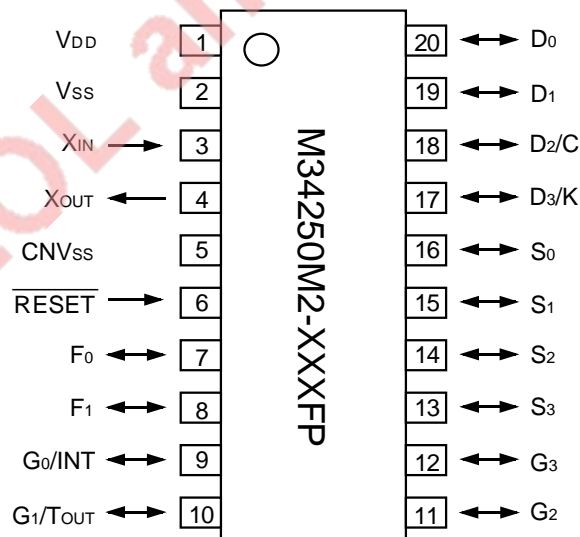 VDD 1 20 D0
VSS 2 19 D1
XIN 3 18 D2/C
XOUT 4 17 D3/K
CNVSS 5 16 S0
RESET 6 15 S1
F0 7 14 S2
F1 8 13 S3
G0/INT 9 12 G3
G1/TOUT 10 11 G2
M34250M2-XXXFP